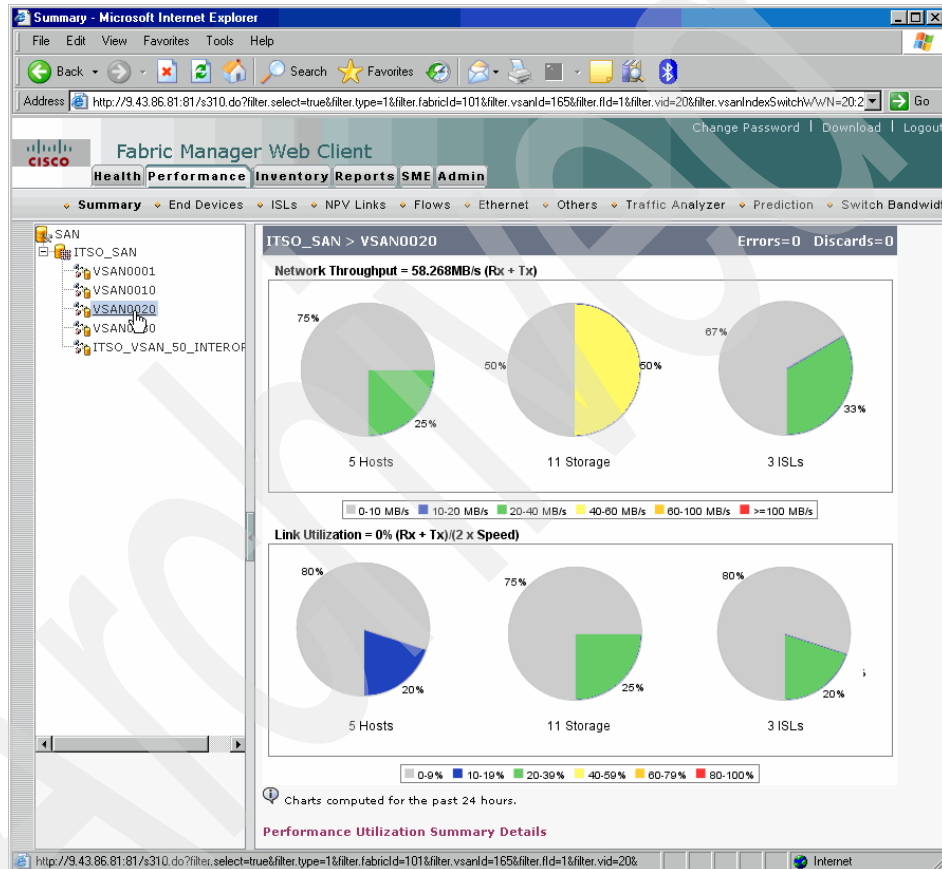 Summary - Microsoft Internet Explorer
File Edit View Favorites Tools Help
Back Search Favorites
Address http://9.43.86.81:81/s310.do?filter.select=true&filter.type=1&filter.fabricId=101&filter.vsanId=165&filter.fId=1&filter.vid=20&filter.vsanIndexSwitchWWN=20:2 Go
Change Password | Download | Logout
CISCO Fabric Manager Web Client
Health Performance Inventory Reports SME Admin
Summary End Devices ISLs NPV Links Flows Ethernet Others Traffic Analyzer Prediction Switch Bandwidt
SAN
ITSO_SAN
VSAN0001
VSAN0010
VSAN0020
ITSO_VSAN_50_INTEROP
ITSO_SAN > VSAN0020 Errors=0 Discards=0
Network Throughput = 58.268MB/s (Rx + Tx)
75%
25%
5 Hosts
50%
50%
11 Storage
67%
33%
3 ISLs
0-10 MB/s 10-20 MB/s 20-40 MB/s 40-60 MB/s 60-100 MB/s >=100 MB/s
Link Utilization = 0% (Rx + Tx)/(2 x Speed)
80%
20%
5 Hosts
75%
25%
11 Storage
80%
20%
3 ISLs
0-9% 10-19% 20-39% 40-59% 60-79% 80-100%
Charts computed for the past 24 hours.
Performance Utilization Summary Details
http://9.43.86.81:81/s310.do?filter.select=true&filter.type=1&filter.fabricId=101&filter.vsanId=165&filter.fId=1&filter.vid=20& Internet